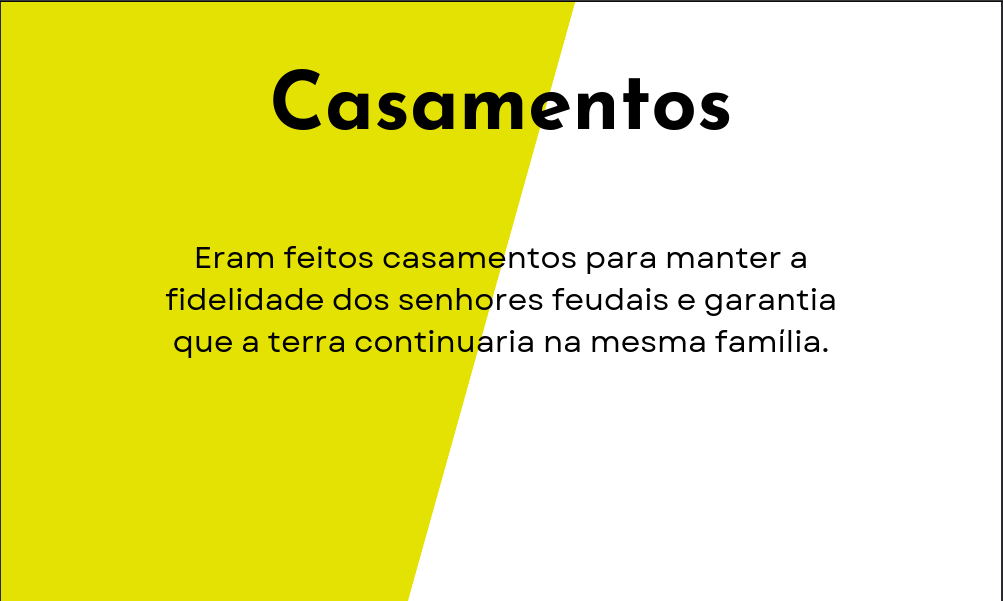 Casamentos
Eram feitos casamentos para manter a
fidelidade dos senhores feudais e garantia
que a terra continuaria na mesma família.